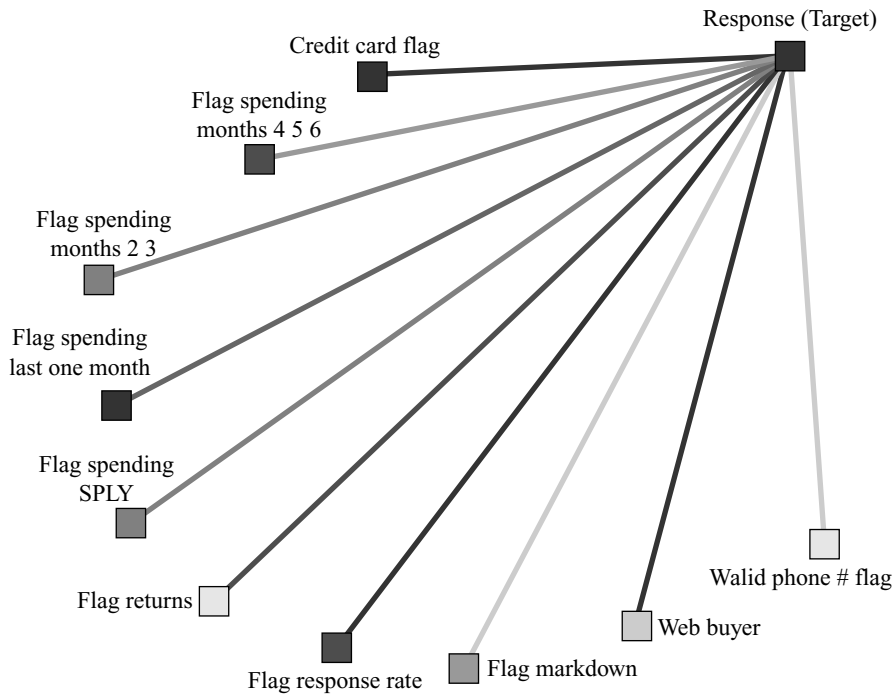 Response (Target)
Credit card flag
Flag spending
months 4 5 6
Flag spending
months 2 3
Flag spending
last one month
Flag spending
SPLY
Flag returns
Flag response rate
Flag markdown
Web buyer
Walid phone # flag